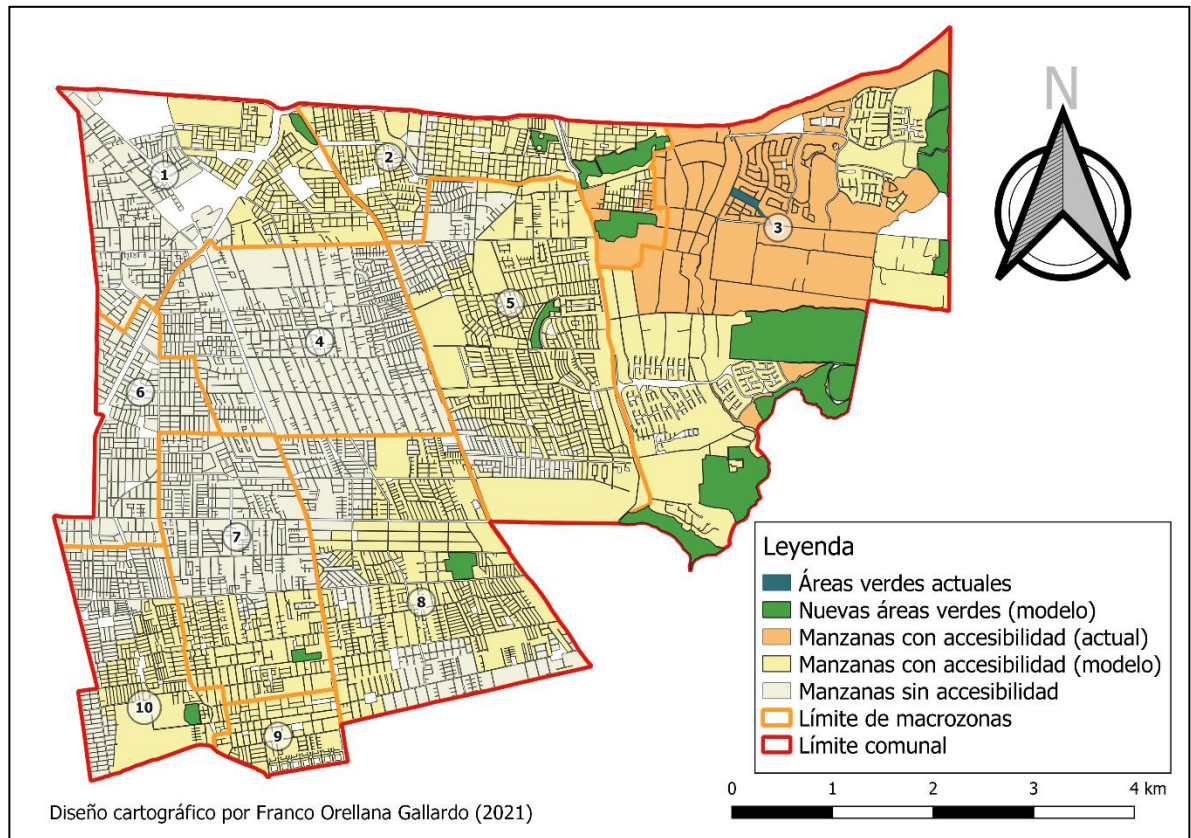 N
1
2
3
4
5
6
7
8
9
10
Leyenda
Áreas verdes actuales
Nuevas áreas verdes (modelo)
Manzanas con accesibilidad (actual)
Manzanas con accesibilidad (modelo)
Manzanas sin accesibilidad
Límite de macrozonas
Límite comunal
0 1 2 3 4 km
Diseño cartográfico por Franco Orellana Gallardo (2021)